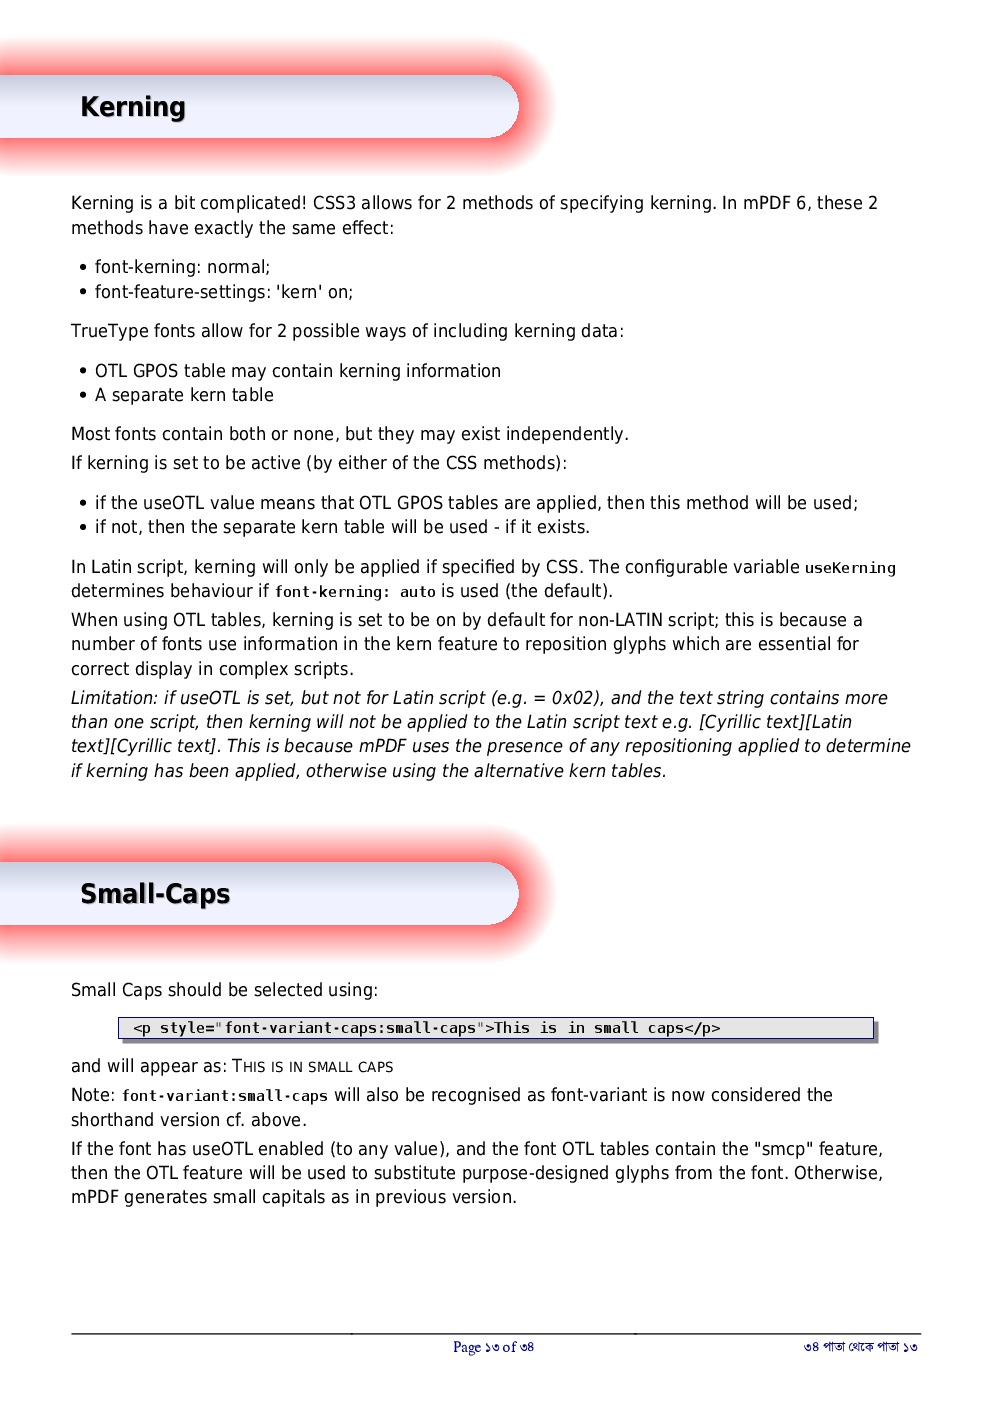 Kerning
Kerning is a bit complicated! CSS3 allows for 2 methods of specifying kerning. In mPDF 6, these 2
methods have exactly the same effect:
• font-kerning: normal;
• font-feature-settings: 'kern' on;
TrueType fonts allow for 2 possible ways of including kerning data:
• OTL GPOS table may contain kerning information
• A separate kern table
Most fonts contain both or none, but they may exist independently.
If kerning is set to be active (by either of the CSS methods):
• if the useOTL value means that OTL GPOS tables are applied, then this method will be used;
• if not, then the separate kern table will be used - if it exists.
In Latin script, kerning will only be applied if specified by CSS. The configurable variable useKerning
determines behaviour if font-kerning: auto is used (the default).
When using OTL tables, kerning is set to be on by default for non-LATIN script; this is because a
number of fonts use information in the kern feature to reposition glyphs which are essential for
correct display in complex scripts.
Limitation: if useOTL is set, but not for Latin script (e.g. = 0x02), and the text string contains more
than one script, then kerning will not be applied to the Latin script text e.g. [Cyrillic text][Latin
text][Cyrillic text]. This is because mPDF uses the presence of any repositioning applied to determine
if kerning has been applied, otherwise using the alternative kern tables.
Small-Caps
Small Caps should be selected using:
<p style="font-variant-caps:small-caps">This is in small caps</p>
and will appear as: THIS IS IN SMALL CAPS
Note: font-variant:small-caps will also be recognised as font-variant is now considered the
shorthand version cf. above.
If the font has useOTL enabled (to any value), and the font OTL tables contain the "smcp" feature,
then the OTL feature will be used to substitute purpose-designed glyphs from the font. Otherwise,
mPDF generates small capitals as in previous version.
Page ১৩ of ৩৪
৩৪ পাতা থেকে পাতা ১৩